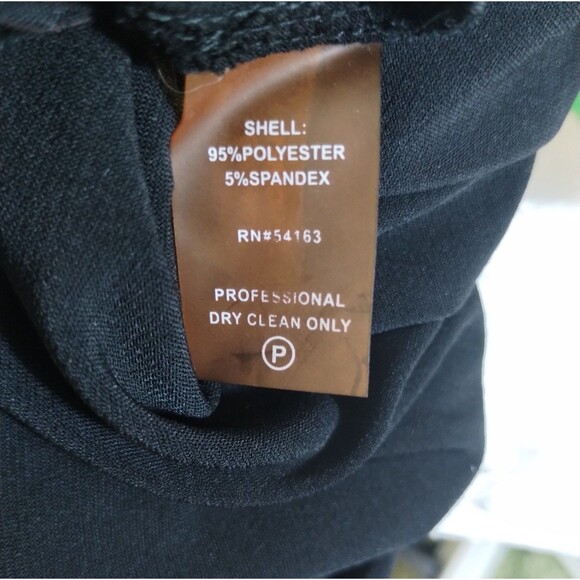 SHELL:
95%POLYESTER
5%SPANDEX
RN#54163
PROFESSIONAL
DRY CLEAN ONLY
P